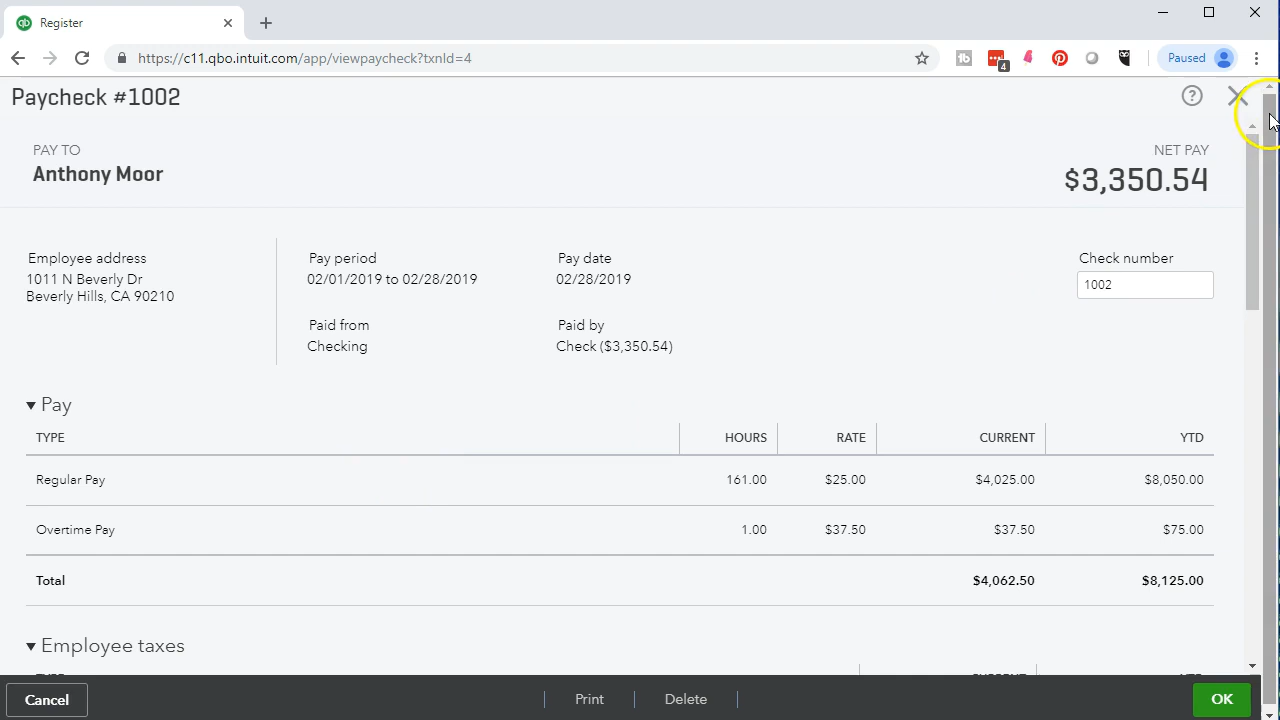 Register
https://c11.qbo.intuit.com/app/viewpaycheck?txnId=4
4
Paused
Paycheck #1002
PAY TO
Anthony Moor
NET PAY
$3,350.54
Employee address
1011 N Beverly Dr
Beverly Hills, CA 90210
Pay period
02/01/2019 to 02/28/2019
Pay date
02/28/2019
Check number
1002
Paid from
Checking
Paid by
Check ($3,350.54)
Pay
TYPE HOURS RATE CURRENT YTD
Regular Pay 161.00 $25.00 $4,025.00 $8,050.00
Overtime Pay 1.00 $37.50 $37.50 $75.00
Total $4,062.50 $8,125.00
Employee taxes
Cancel Print Delete OK